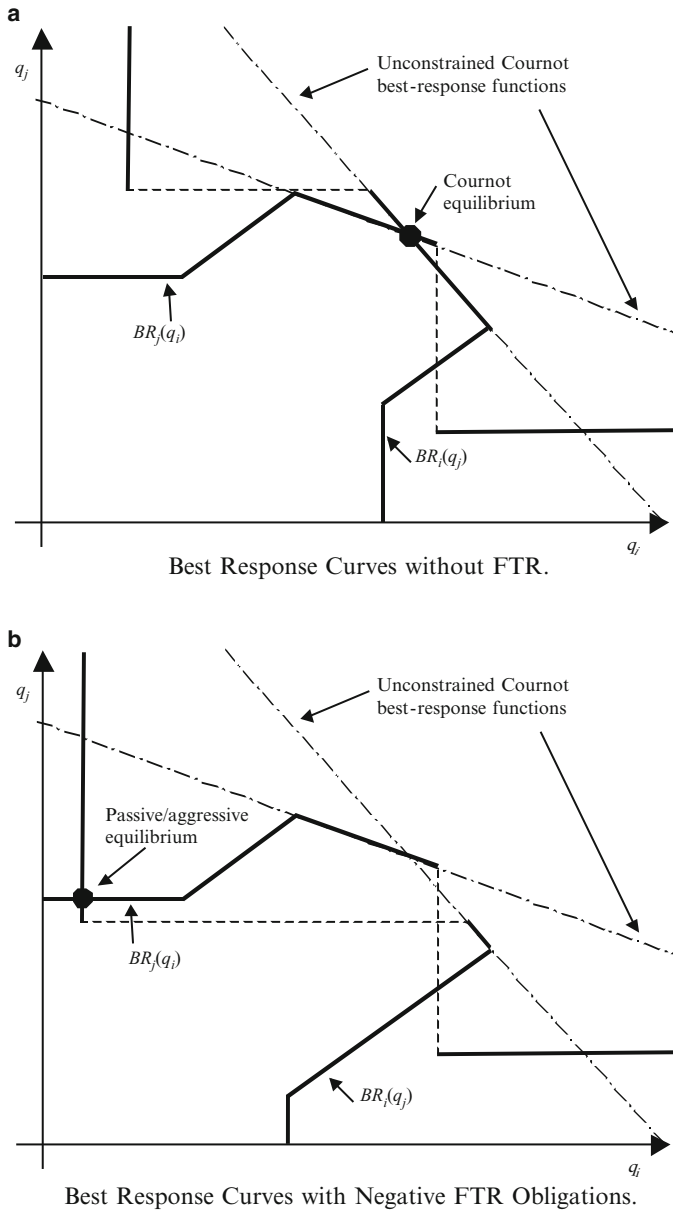 a
q_j
Unconstrained Cournot
best-response functions
Cournot
equilibrium
BR_j(q_i)
BR_i(q_j)
q_i
Best Response Curves without FTR.
b
q_j
Unconstrained Cournot
best-response functions
Passive/aggressive
equilibrium
BR_j(q_i)
BR_i(q_j)
q_i
Best Response Curves with Negative FTR Obligations.